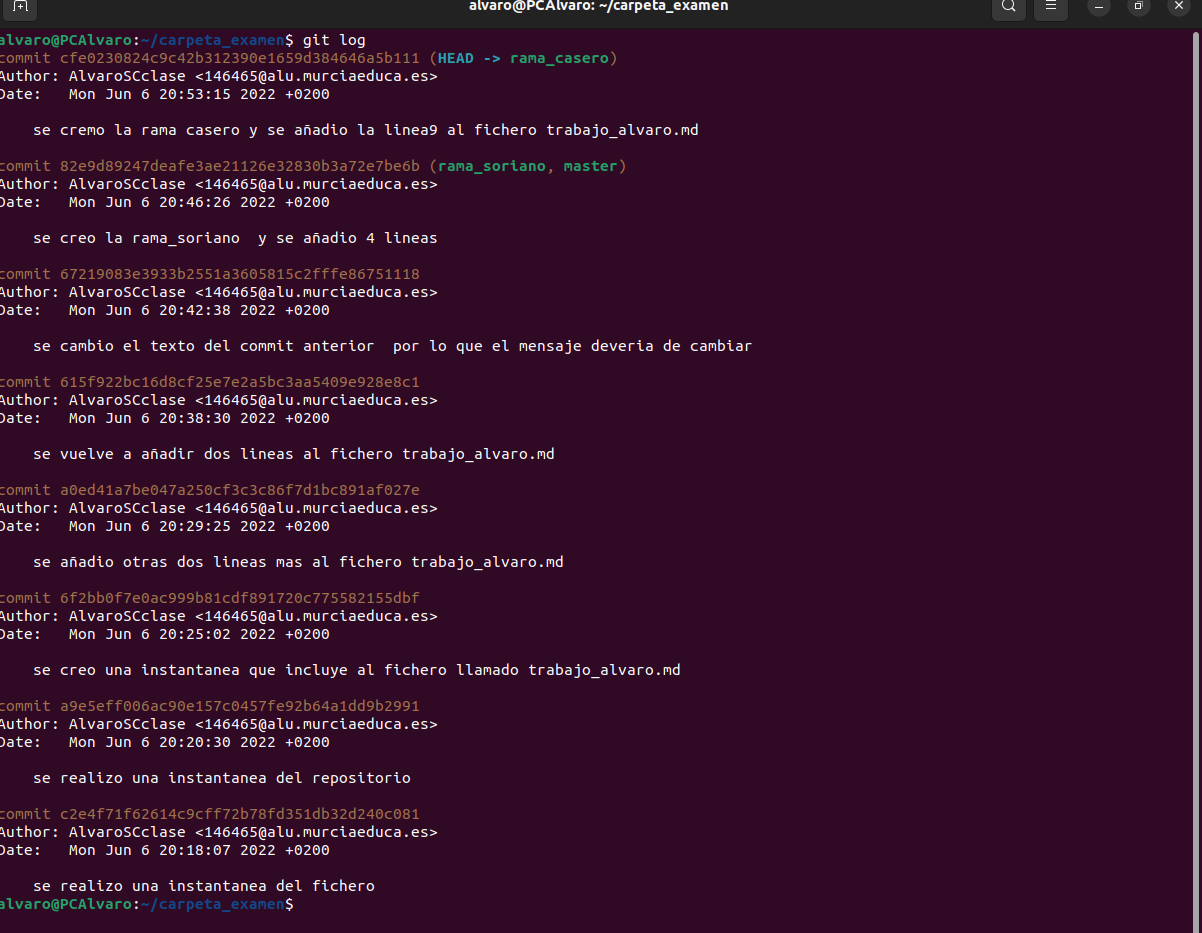 alvaro@PCAlvaro: ~/carpeta_examen
alvaro@PCAlvaro:~/carpeta_examen$ git log
commit cfe0230824c9c42b312390e1659d384646a5b111 (HEAD -> rama_casero)
Author: AlvaroSCclase <146465@alu.murciaeduca.es>
Date:   Mon Jun 6 20:53:15 2022 +0200
se cremo la rama casero y se añadio la linea9 al fichero trabajo_alvaro.md
commit 82e9d89247deafe3ae21126e32830b3a72e7be6b (rama_soriano, master)
Author: AlvaroSCclase <146465@alu.murciaeduca.es>
Date:   Mon Jun 6 20:46:26 2022 +0200
se creo la rama_soriano  y se añadio 4 lineas
commit 67219083e3933b2551a3605815c2fffe86751118
Author: AlvaroSCclase <146465@alu.murciaeduca.es>
Date:   Mon Jun 6 20:42:38 2022 +0200
se cambio el texto del commit anterior  por lo que el mensaje deveria de cambiar
commit 615f922bc16d8cf25e7e2a5bc3aa5409e928e8c1
Author: AlvaroSCclase <146465@alu.murciaeduca.es>
Date:   Mon Jun 6 20:38:30 2022 +0200
se vuelve a añadir dos lineas al fichero trabajo_alvaro.md
commit a0ed41a7be047a250cf3c3c86f7d1bc891af027e
Author: AlvaroSCclase <146465@alu.murciaeduca.es>
Date:   Mon Jun 6 20:29:25 2022 +0200
se añadio otras dos lineas mas al fichero trabajo_alvaro.md
commit 6f2bb0f7e0ac999b81cdf891720c775582155dbf
Author: AlvaroSCclase <146465@alu.murciaeduca.es>
Date:   Mon Jun 6 20:25:02 2022 +0200
se creo una instantanea que incluye al fichero llamado trabajo_alvaro.md
commit a9e5eff006ac90e157c0457fe92b64a1dd9b2991
Author: AlvaroSCclase <146465@alu.murciaeduca.es>
Date:   Mon Jun 6 20:20:30 2022 +0200
se realizo una instantanea del repositorio
commit c2e4f71f62614c9cff72b78fd351db32d240c081
Author: AlvaroSCclase <146465@alu.murciaeduca.es>
Date:   Mon Jun 6 20:18:07 2022 +0200
se realizo una instantanea del fichero
alvaro@PCAlvaro:~/carpeta_examen$